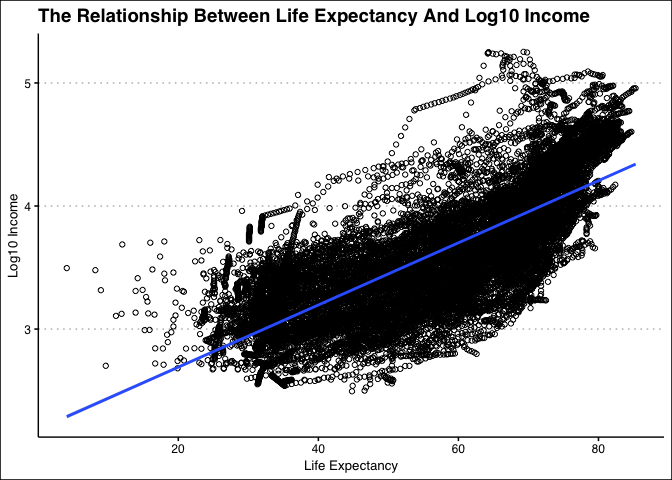 The Relationship Between Life Expectancy And Log10 Income
5
4
3
Log10 Income
20 40 60 80
Life Expectancy